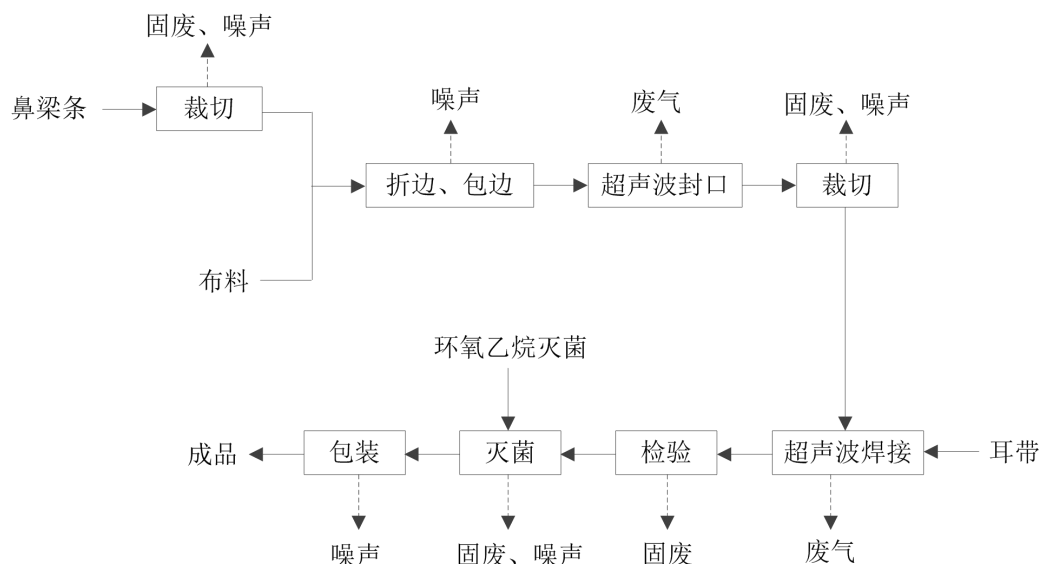 固废、噪声
鼻梁条
裁切
噪声
废气
固废、噪声
折边、包边
超声波封口
裁切
布料
环氧乙烷灭菌
成品
包装
灭菌
检验
超声波焊接
耳带
噪声
固废、噪声
固废
废气